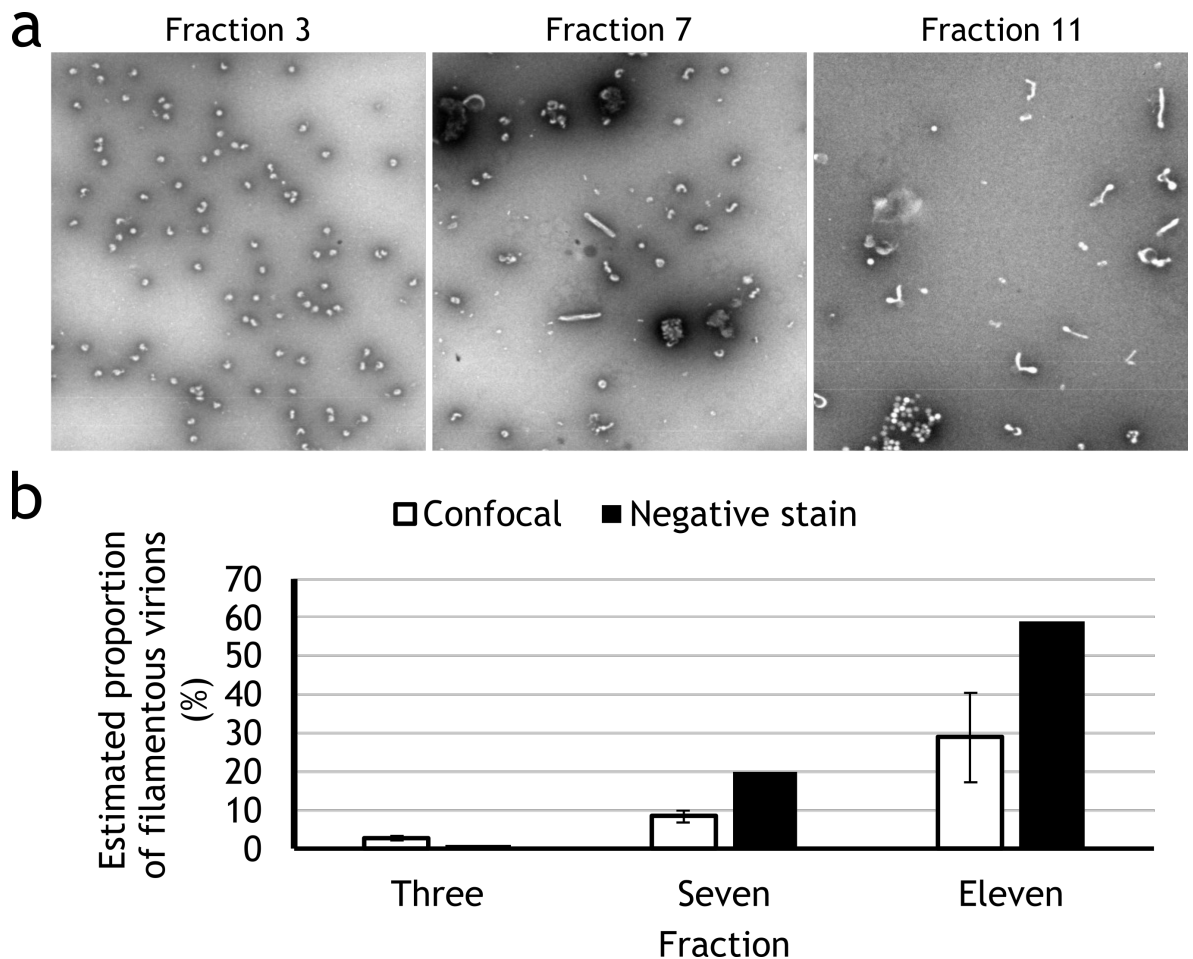 a
Fraction 3
Fraction 7
Fraction 11
b
Confocal
Negative stain
Estimated proportion
of filamentous virions
(%)
70
60
50
40
30
20
10
0
Three
Seven
Eleven
Fraction